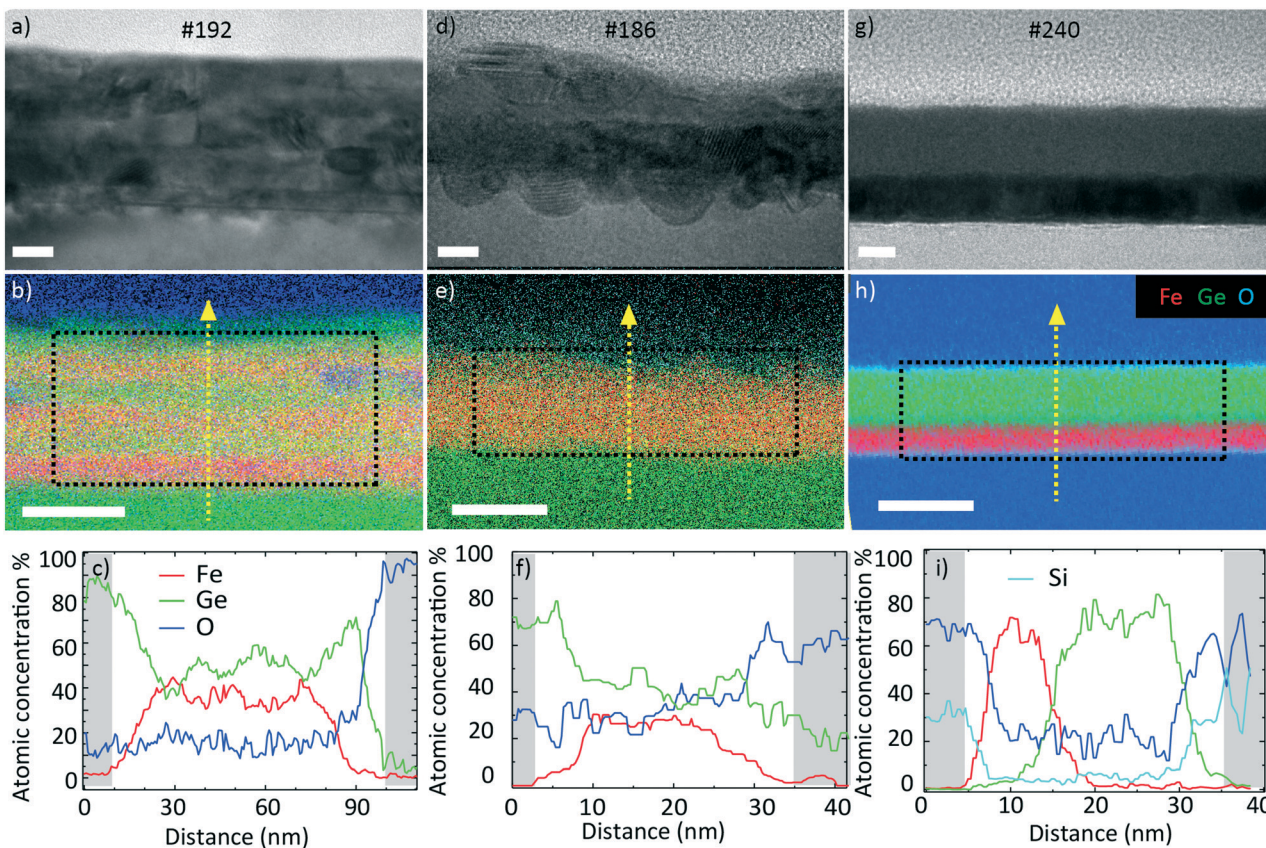 a) #192
d) #186
g) #240
b)
e)
h) Fe Ge O
c) Fe Ge O
Atomic concentration %
100
80
60
40
20
0
0 30 60 90
Distance (nm)
f)
Atomic concentration %
100
80
60
40
20
0
0 10 20 30 40
Distance (nm)
i) Si
Atomic concentration %
100
80
60
40
20
0
0 10 20 30 40
Distance (nm)